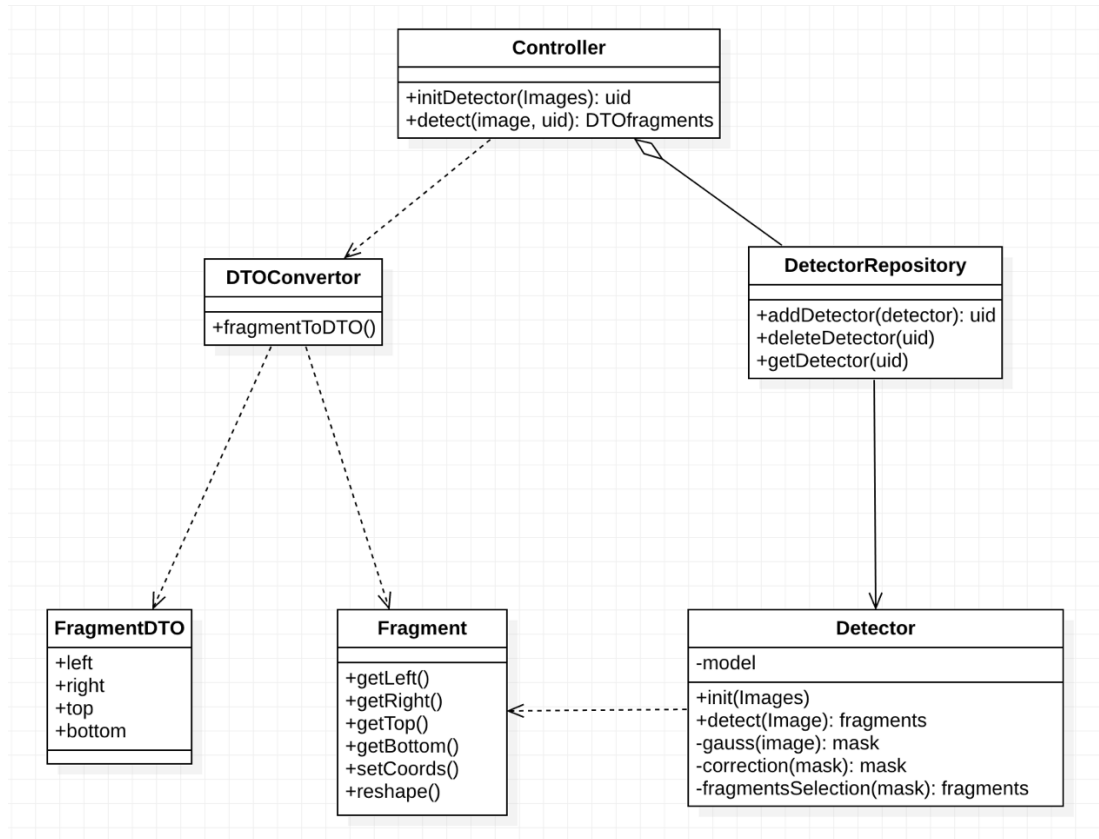 Controller
+initDetector(Images): uid
+detect(image, uid): DTOfragments
DTOConvertor
+fragmentToDTO()
DetectorRepository
+addDetector(detector): uid
+deleteDetector(uid)
+getDetector(uid)
FragmentDTO
+left
+right
+top
+bottom
Fragment
+getLeft()
+getRight()
+getTop()
+getBottom()
+setCoords()
+reshape()
Detector
-model
+init(Images)
+detect(Image): fragments
-gauss(image): mask
-correction(mask): mask
-fragmentsSelection(mask): fragments